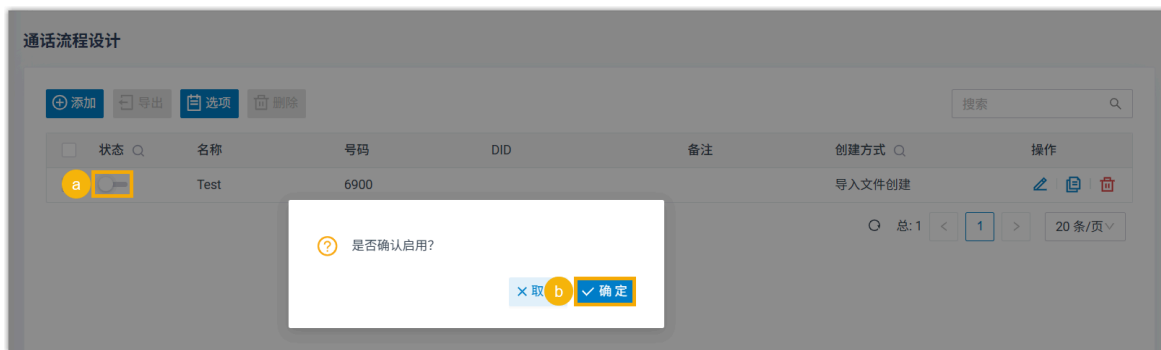 通话流程设计
添加 导出 选项 删除 搜索
状态 名称 号码 DID 备注 创建方式 操作
a Test 6900 导入文件创建
总: 1 < 1 > 20 条/页
? 是否确认启用?
取 b 确 定